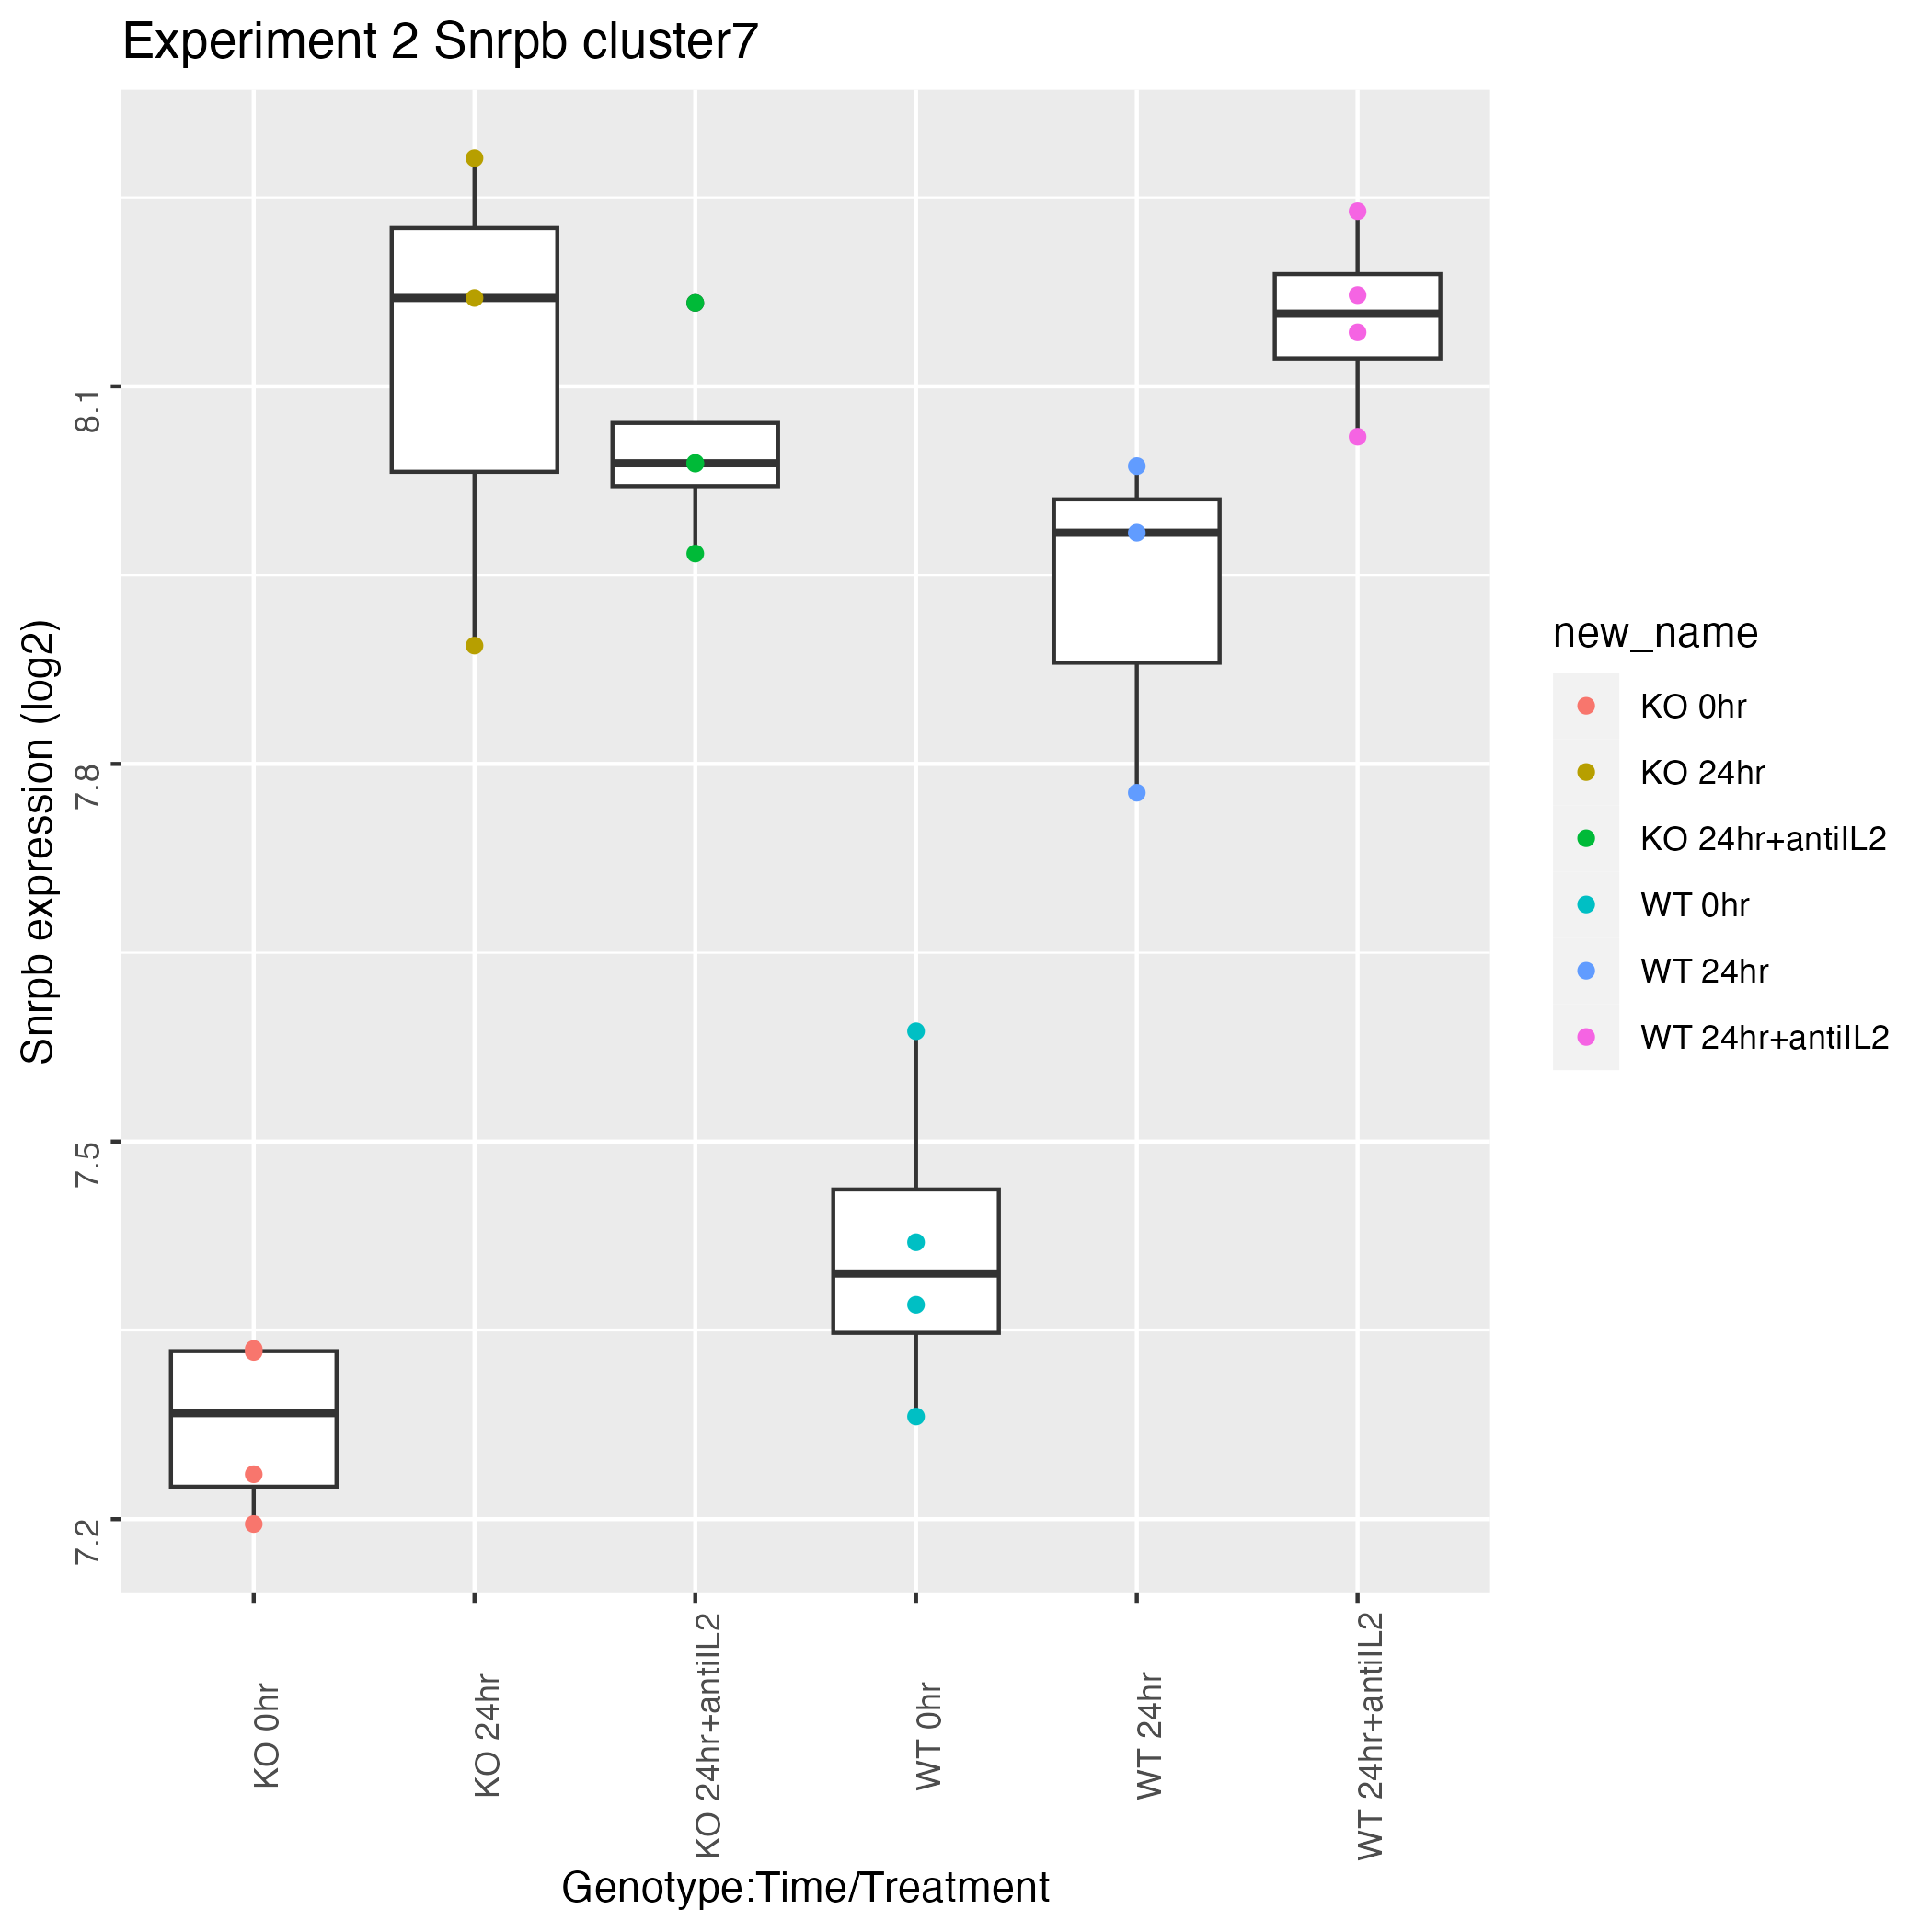 Experiment 2 Snrpb cluster7
Snrpb expression (log2)
8.1
7.8
7.5
7.2
KO 0hr
KO 24hr
KO 24hr+antiIL2
WT 0hr
WT 24hr
WT 24hr+antiIL2
Genotype:Time/Treatment
new_name
KO 0hr
KO 24hr
KO 24hr+antiIL2
WT 0hr
WT 24hr
WT 24hr+antiIL2